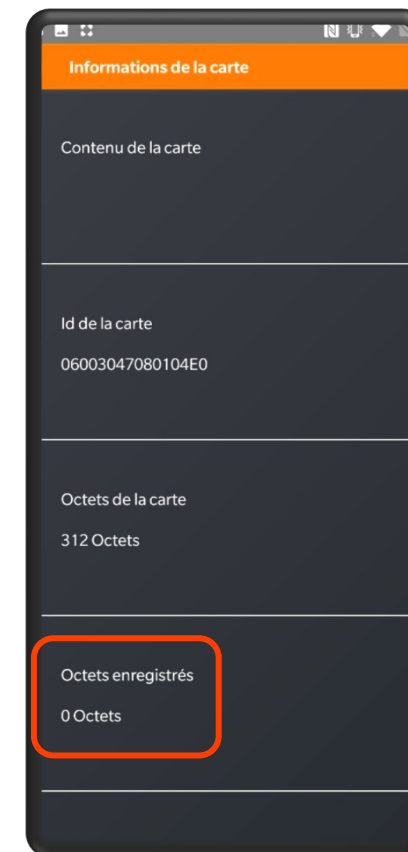 Informations de la carte
Contenu de la carte
Id de la carte
06003047080104E0
Octets de la carte
312 Octets
Octets enregistrés
0 Octets